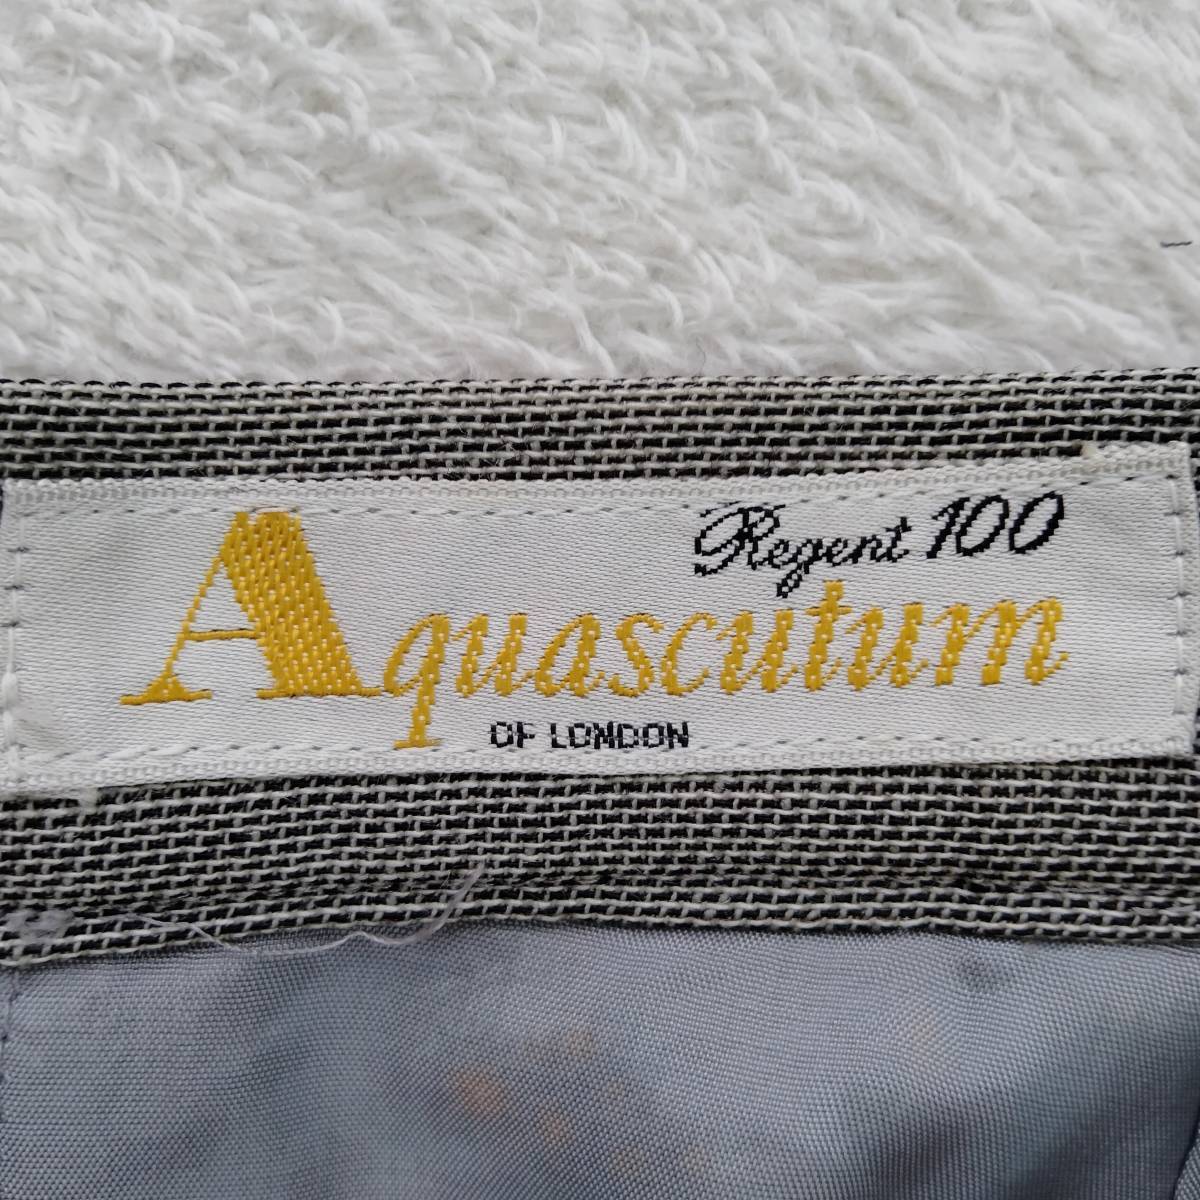 Regent 100
Aquascutum
OF LONDON